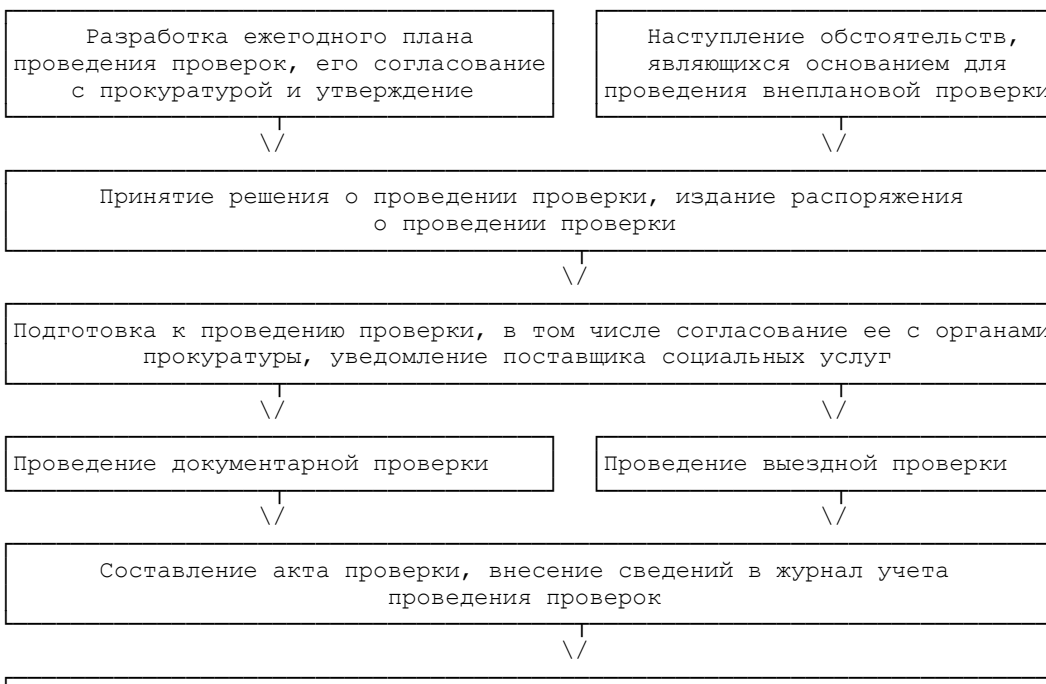 Разработка ежегодного плана
проведения проверок, его согласование
с прокуратурой и утверждение
Наступление обстоятельств,
являющихся основанием для
проведения внеплановой проверки
\/
\/
Принятие решения о проведении проверки, издание распоряжения
о проведении проверки
\/
Подготовка к проведению проверки, в том числе согласование ее с органами
прокуратуры, уведомление поставщика социальных услуг
\/
\/
Проведение документарной проверки
Проведение выездной проверки
\/
\/
Составление акта проверки, внесение сведений в журнал учета
проведения проверок
\/